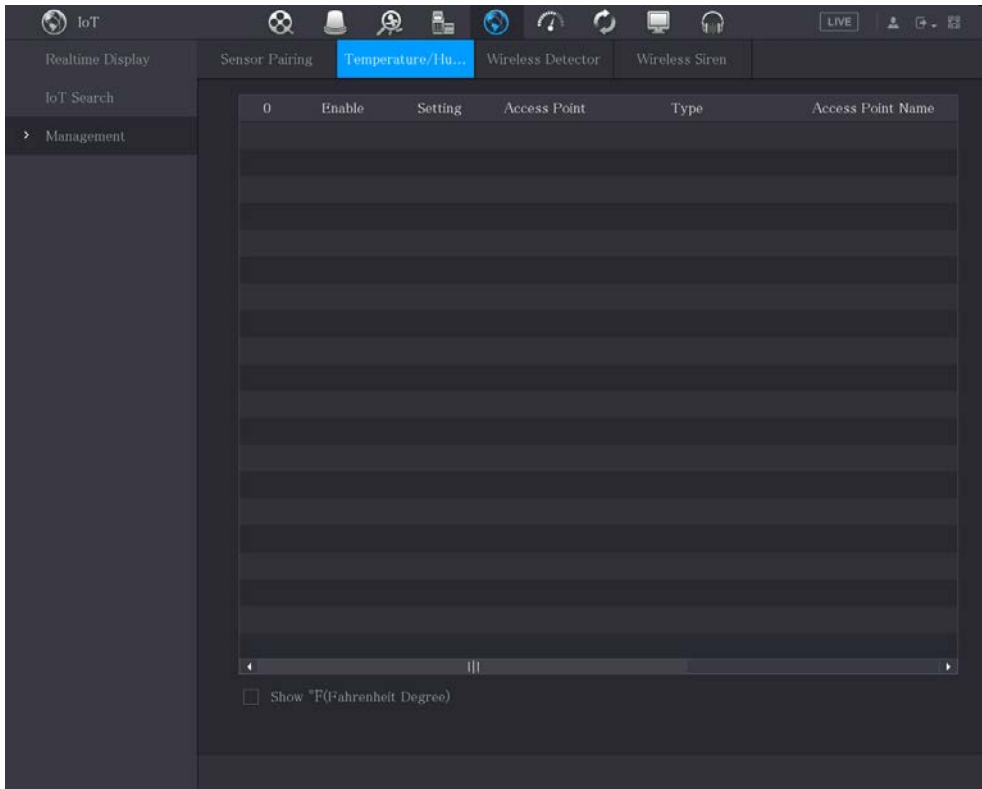 IoT
LIVE
Realtime Display
IoT Search
Management
Sensor Pairing
Temperature/Hu...
Wireless Detector
Wireless Siren
0 Enable Setting Access Point Type Access Point Name
Show °F(Fahrenheit Degree)